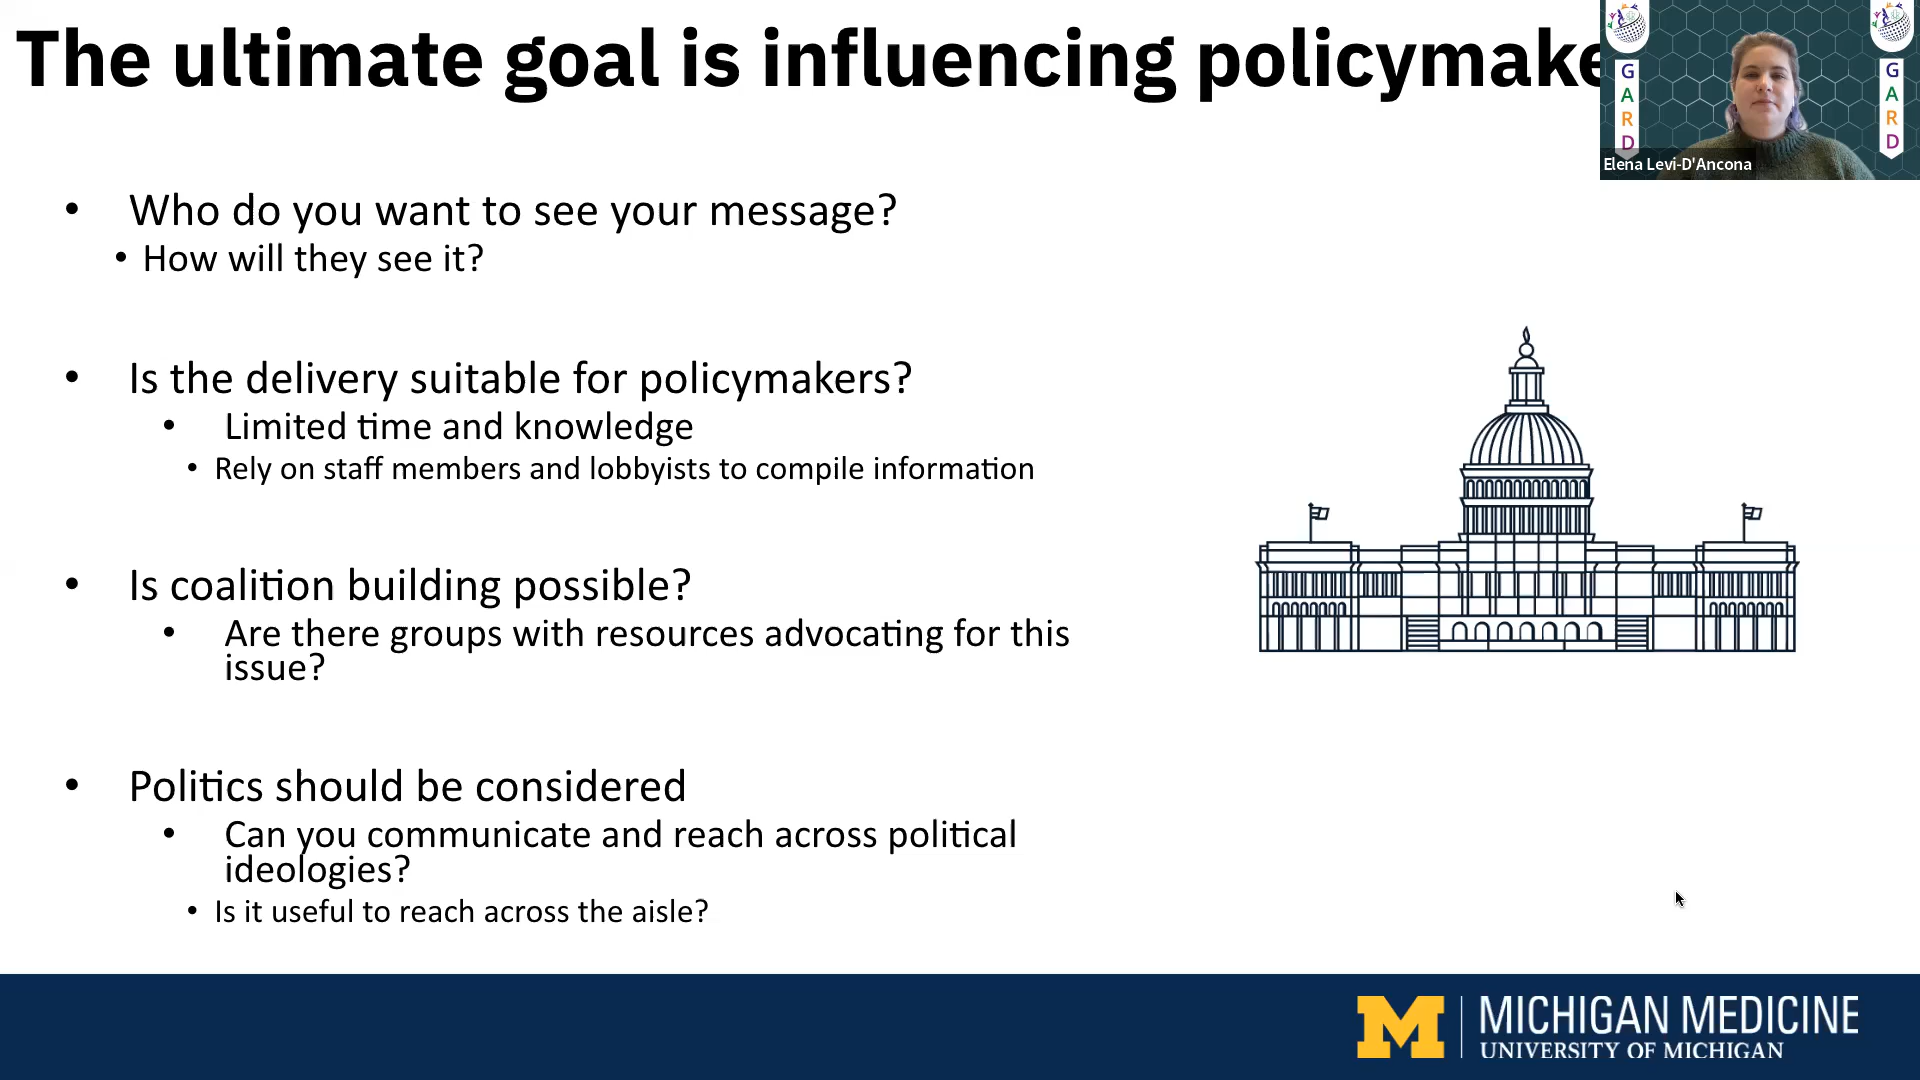 The ultimate goal is influencing policymake
G
A
R
D
G
A
R
D
Elena Levi-D'Ancona
• Who do you want to see your message?
• How will they see it?
• Is the delivery suitable for policymakers?
• Limited time and knowledge
• Rely on staff members and lobbyists to compile information
• Is coalition building possible?
• Are there groups with resources advocating for this
issue?
• Politics should be considered
• Can you communicate and reach across political
ideologies?
• Is it useful to reach across the aisle?
M
MICHIGAN MEDICINE
UNIVERSITY OF MICHIGAN